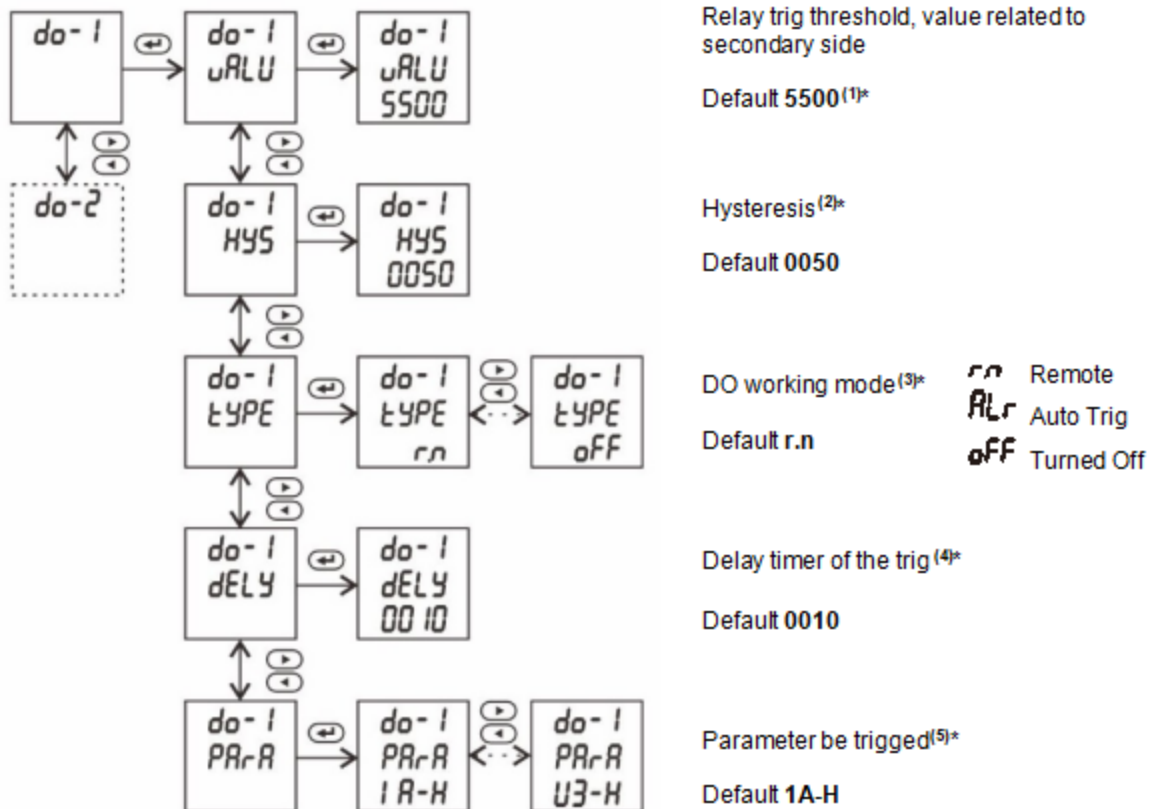 do-1
do-1
vALU
do-1
vALU
5500
Relay trig threshold, value related to
secondary side
Default 5500(1)*
do-2
do-1
HYS
do-1
HYS
0050
Hysteresis(2)*
Default 0050
do-1
tYPE
do-1
tYPE
r.n
do-1
tYPE
oFF
DO working mode(3)*
Default r.n
r.n Remote
ALr Auto Trig
oFF Turned Off
do-1
dELY
do-1
dELY
0010
Delay timer of the trig(4)*
Default 0010
do-1
PArA
do-1
PArA
1A-H
do-1
PArA
U3-H
Parameter be trigged(5)*
Default 1A-H